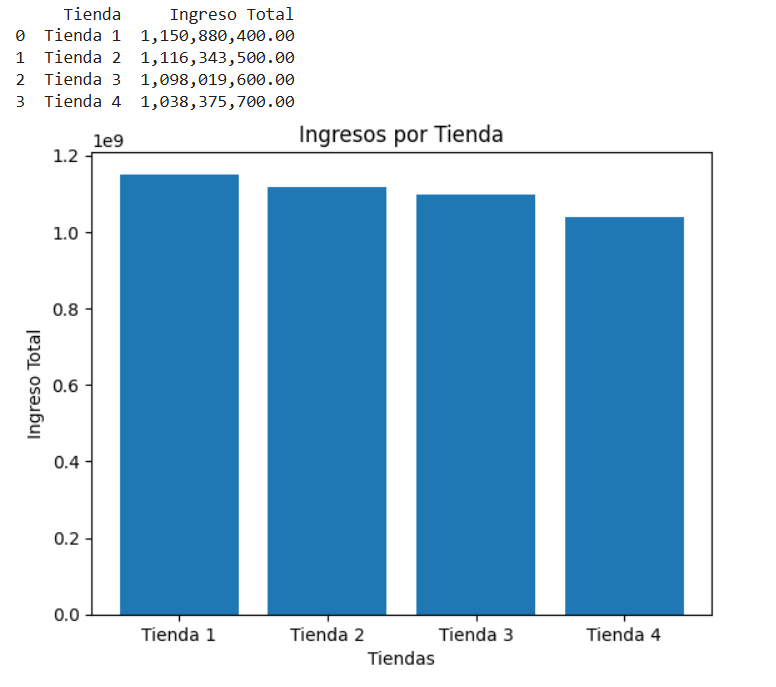 Tienda Ingreso Total
0 Tienda 1 1,150,880,400.00
1 Tienda 2 1,116,343,500.00
2 Tienda 3 1,098,019,600.00
3 Tienda 4 1,038,375,700.00
Ingresos por Tienda
1e9
1.2
1.0
0.8
0.6
0.4
0.2
0.0
Ingreso Total
Tienda 1 Tienda 2 Tienda 3 Tienda 4
Tiendas